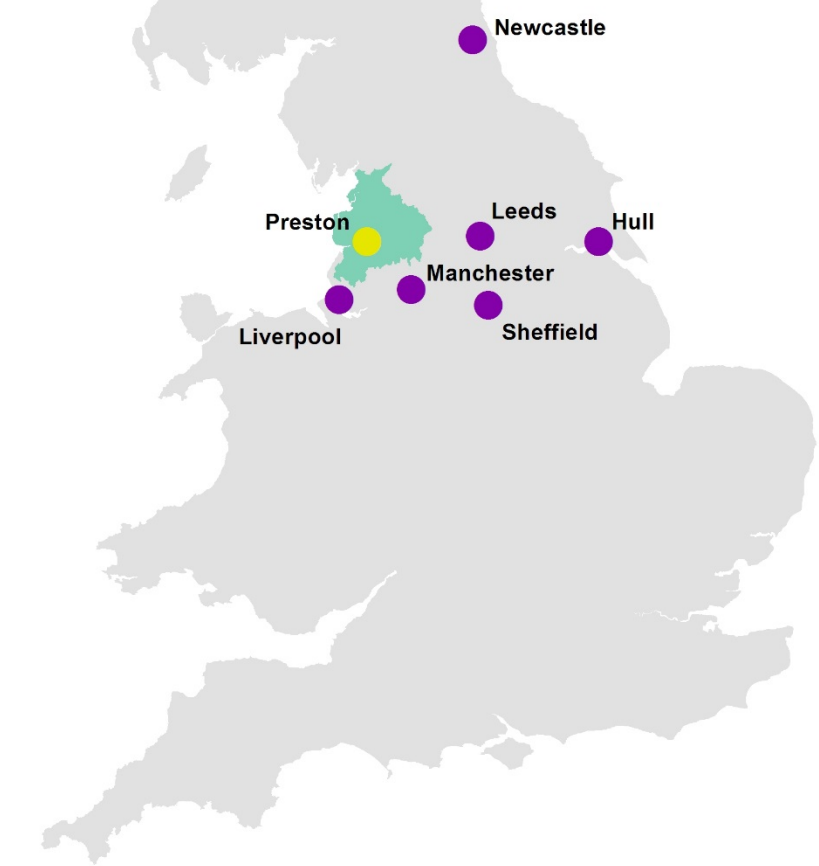 Newcastle
Leeds
Preston
Hull
Manchester
Liverpool
Sheffield